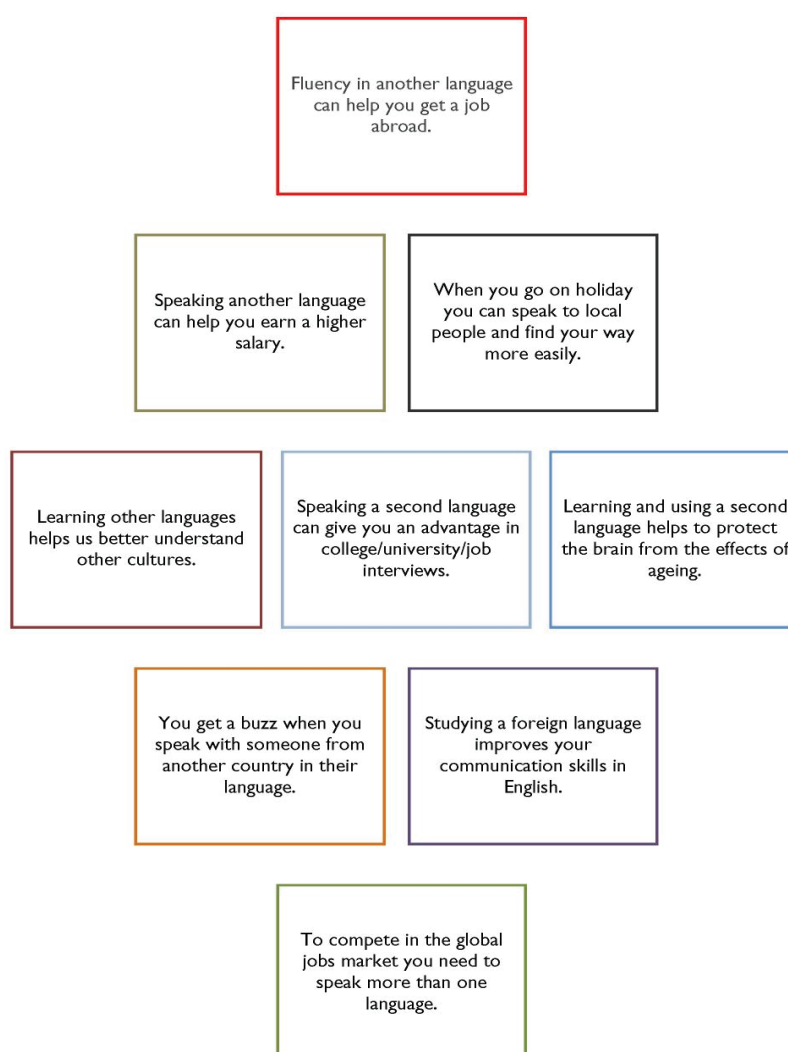 Fluency in another language
can help you get a job
abroad.
Speaking another language
can help you earn a higher
salary.
When you go on holiday
you can speak to local
people and find your way
more easily.
Learning other languages
helps us better understand
other cultures.
Speaking a second language
can give you an advantage in
college/university/job
interviews.
Learning and using a second
language helps to protect
the brain from the effects of
ageing.
You get a buzz when you
speak with someone from
another country in their
language.
Studying a foreign language
improves your
communication skills in
English.
To compete in the global
jobs market you need to
speak more than one
language.